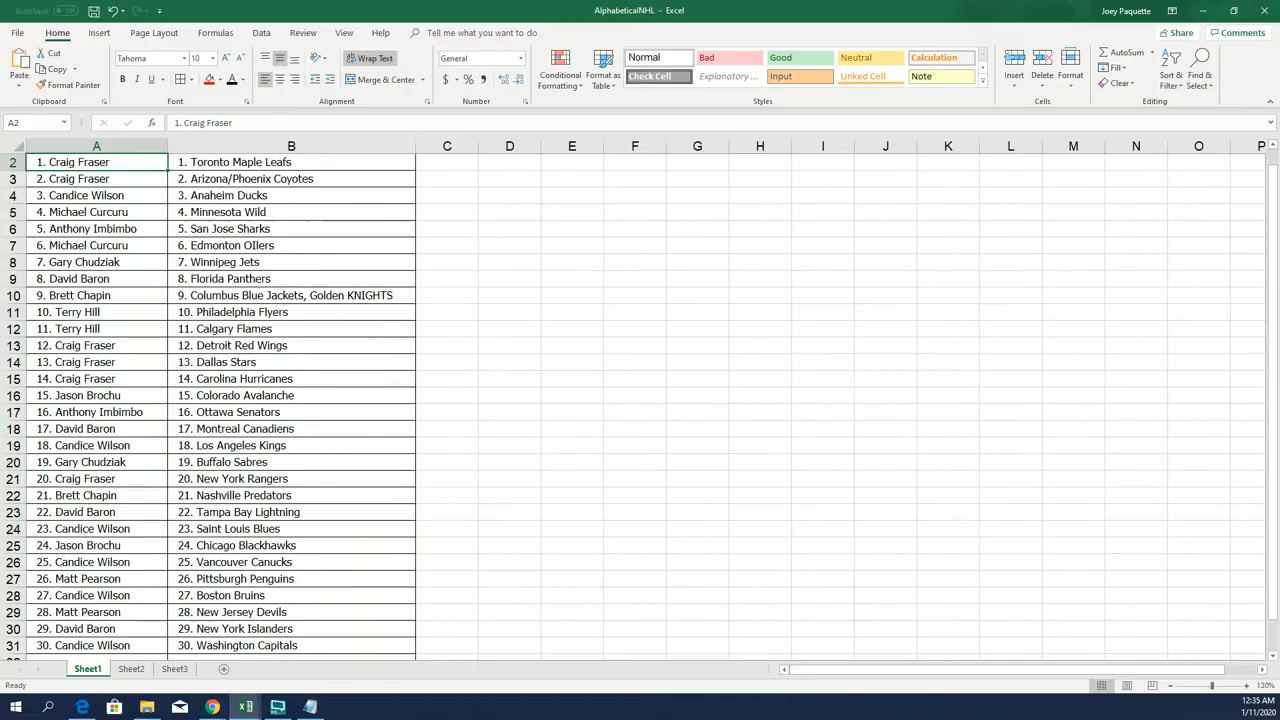 AutoSave Off
AlphabeticalNHL - Excel
Joey Paquette
File Home Insert Page Layout Formulas Data Review View Help Tell me what you want to do Share Comments
Cut
Copy
Format Painter
Paste
Clipboard
Tahoma 10
B I U
Font
Wrap Text
Merge & Center
Alignment
General
$ % ,
Number
Conditional Formatting
Format as Table
Normal Bad Good Neutral Calculation
Check Cell Explanatory ... Input Linked Cell Note
Styles
Insert Delete Format
Cells
AutoSum
Fill
Clear
Sort & Filter
Find & Select
Editing
A2 fx 1. Craig Fraser
A B C D E F G H I J K L M N O P
2 1. Craig Fraser 1. Toronto Maple Leafs
3 2. Craig Fraser 2. Arizona/Phoenix Coyotes
4 3. Candice Wilson 3. Anaheim Ducks
5 4. Michael Curcuru 4. Minnesota Wild
6 5. Anthony Imbimbo 5. San Jose Sharks
7 6. Michael Curcuru 6. Edmonton OIlers
8 7. Gary Chudziak 7. Winnipeg Jets
9 8. David Baron 8. Florida Panthers
10 9. Brett Chapin 9. Columbus Blue Jackets, Golden KNIGHTS
11 10. Terry Hill 10. Philadelphia Flyers
12 11. Terry Hill 11. Calgary Flames
13 12. Craig Fraser 12. Detroit Red Wings
14 13. Craig Fraser 13. Dallas Stars
15 14. Craig Fraser 14. Carolina Hurricanes
16 15. Jason Brochu 15. Colorado Avalanche
17 16. Anthony Imbimbo 16. Ottawa Senators
18 17. David Baron 17. Montreal Canadiens
19 18. Candice Wilson 18. Los Angeles Kings
20 19. Gary Chudziak 19. Buffalo Sabres
21 20. Craig Fraser 20. New York Rangers
22 21. Brett Chapin 21. Nashville Predators
23 22. David Baron 22. Tampa Bay Lightning
24 23. Candice Wilson 23. Saint Louis Blues
25 24. Jason Brochu 24. Chicago Blackhawks
26 25. Candice Wilson 25. Vancouver Canucks
27 26. Matt Pearson 26. Pittsburgh Penguins
28 27. Candice Wilson 27. Boston Bruins
29 28. Matt Pearson 28. New Jersey Devils
30 29. David Baron 29. New York Islanders
31 30. Candice Wilson 30. Washington Capitals
Sheet1 Sheet2 Sheet3
Ready
130%
12:35 AM
1/11/2020